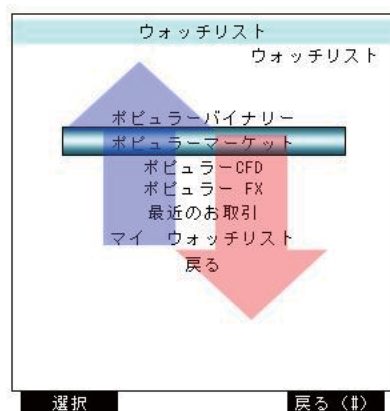 ウォッチリスト
ウォッチリスト
ポピュラーバイナリー
ポピュラーマーケット
ポピュラーCFD
ポピュラー FX
最近のお取引
マイ　ウォッチリスト
戻る
選択
戻る（#）